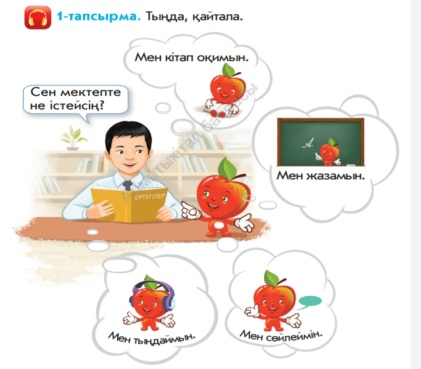 1-тапсырма. Тыңда, қайтала.
Мен кітап оқимын.
Сен мектепте
не істейсің?
Мен жазамын.
ЕРТЕГІЛЕР
Мен тыңдаймын.
Мен сөйлеймін.